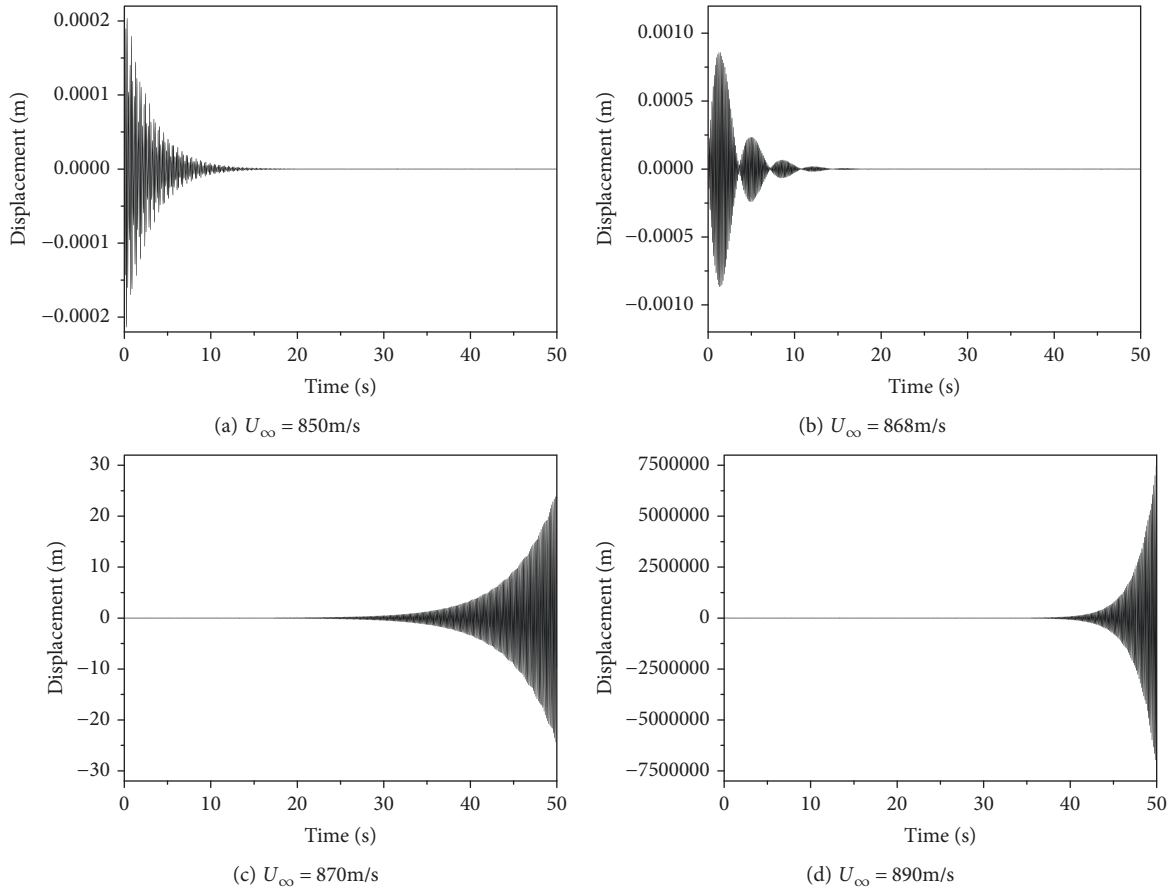 0.0002
0.0001
0.0000
−0.0001
−0.0002
Displacement (m)
0 10 20 30 40 50
Time (s)
(a) U∞ = 850m/s
0.0010
0.0005
0.0000
−0.0005
−0.0010
Displacement (m)
0 10 20 30 40 50
Time (s)
(b) U∞ = 868m/s
30
20
10
0
−10
−20
−30
Displacement (m)
0 10 20 30 40 50
Time (s)
(c) U∞ = 870m/s
7500000
5000000
2500000
0
−2500000
−5000000
−7500000
Displacement (m)
0 10 20 30 40 50
Time (s)
(d) U∞ = 890m/s